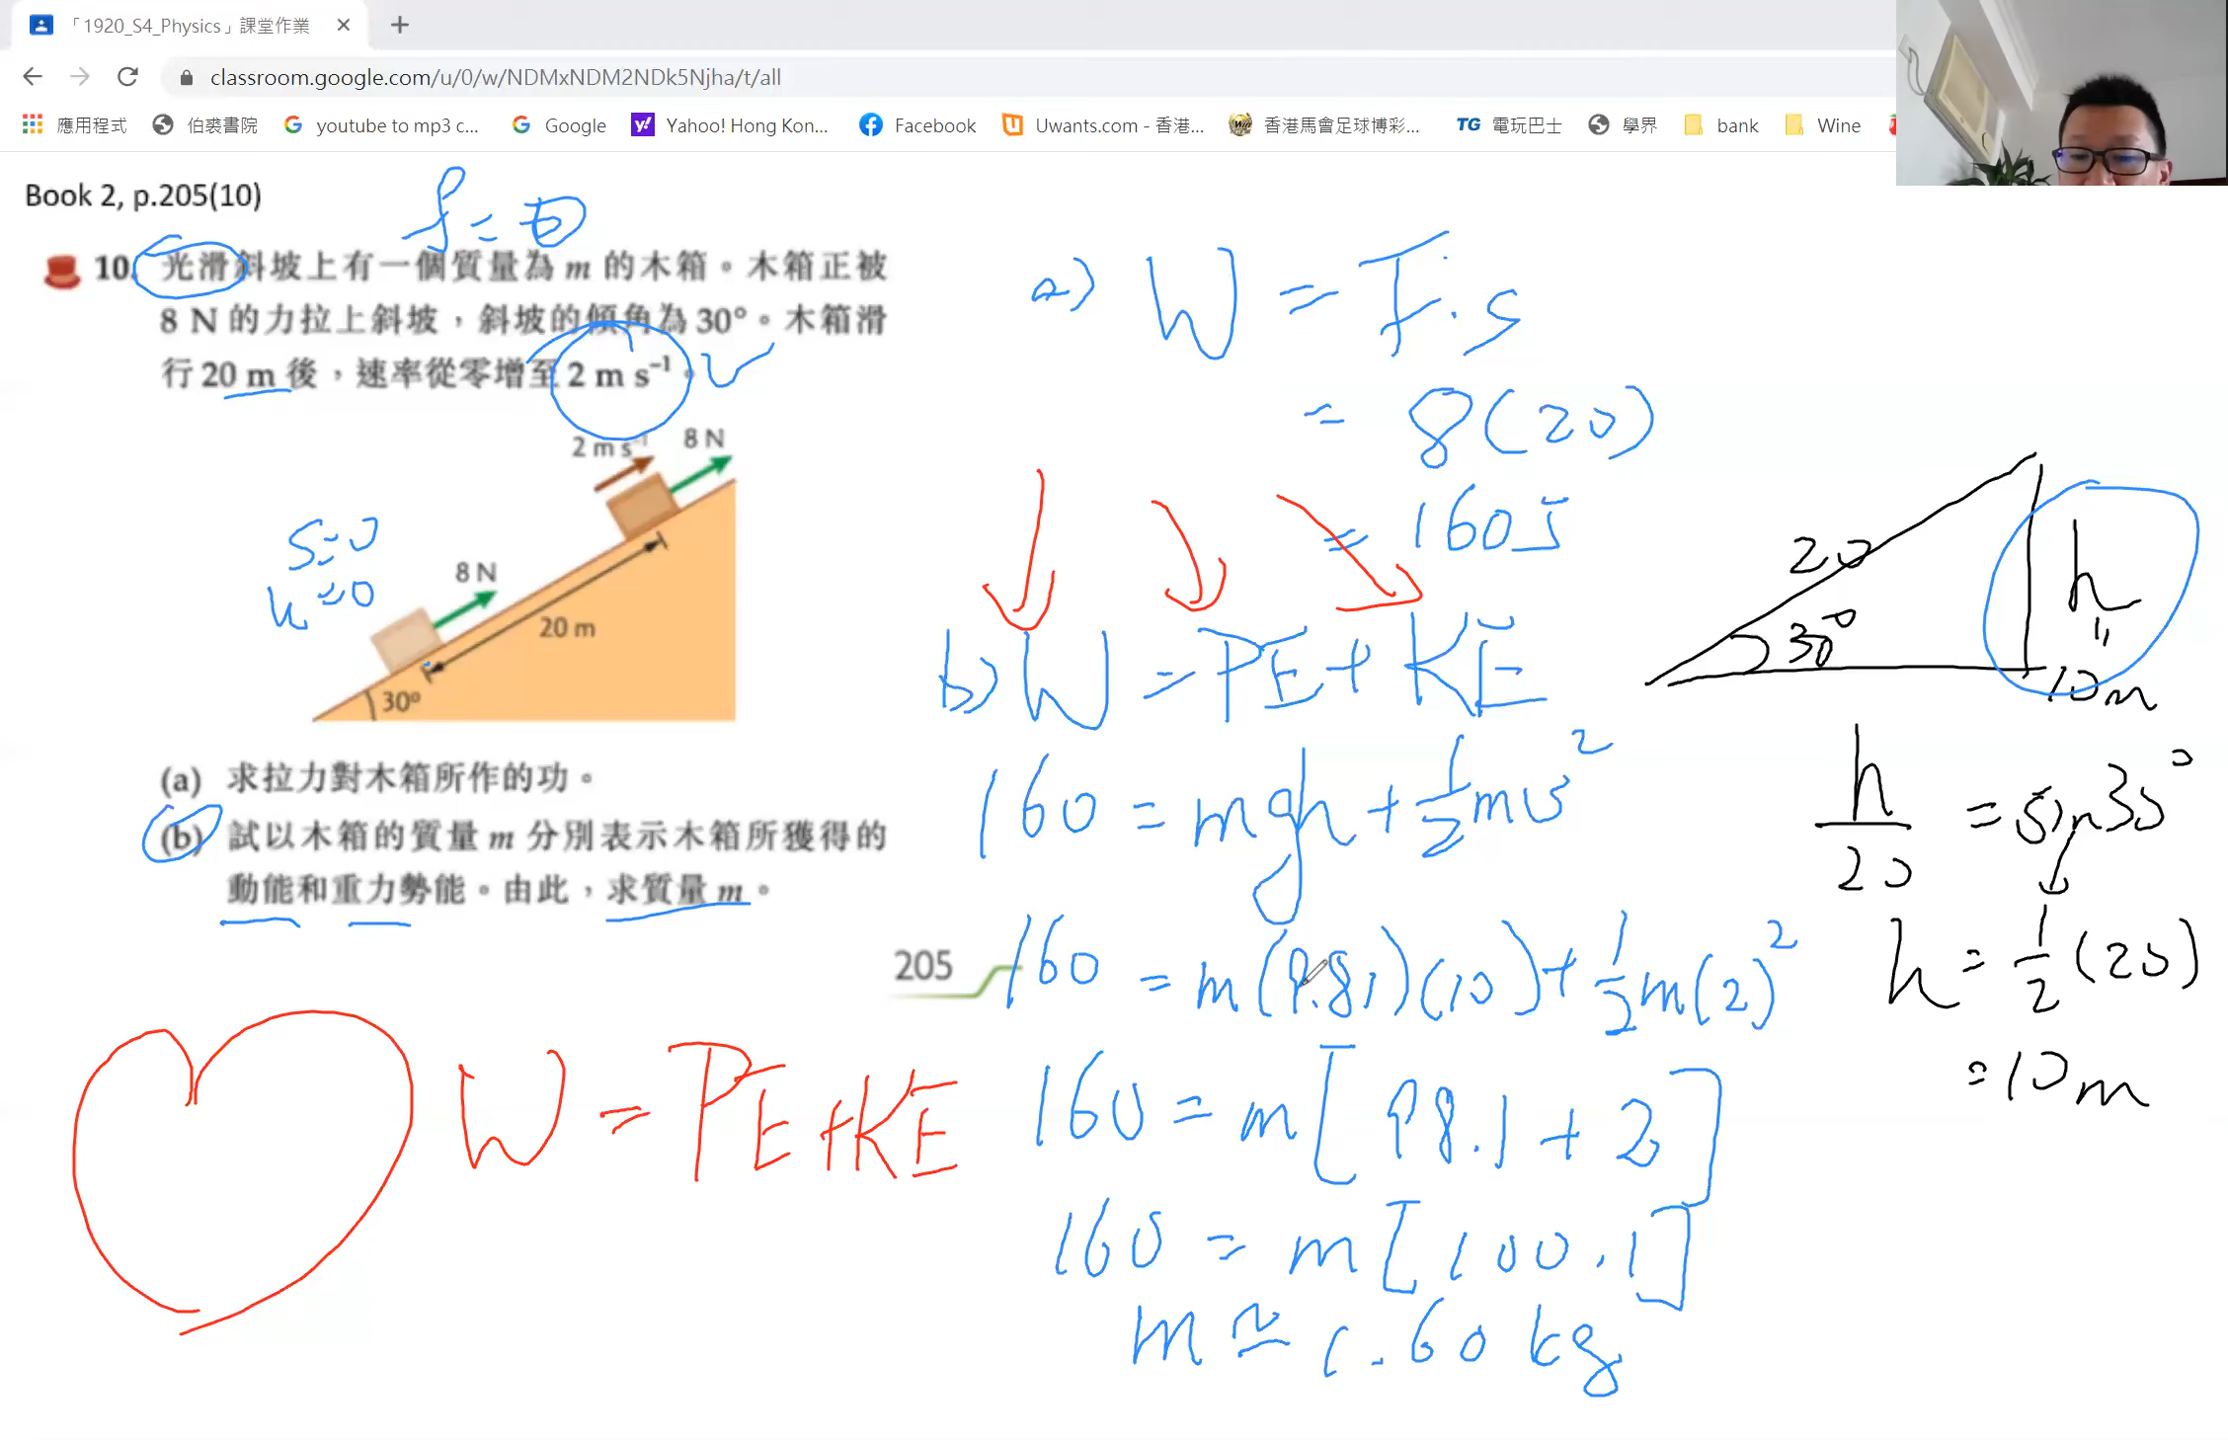 「1920_S4_Physics」課堂作業
classroom.google.com/u/0/w/NDMxNDM2NDk5Njha/t/all
應用程式 伯裘書院 youtube to mp3 c... Google Yahoo! Hong Kon... Facebook Uwants.com - 香港... 香港馬會足球博彩... TG 電玩巴士 學界 bank Wine
Book 2, p.205(10)
f = 0
10. 光滑斜坡上有一個質量為 m 的木箱。木箱正被
8 N 的力拉上斜坡，斜坡的傾角為 30°。木箱滑
行 20 m 後，速率從零增至 2 m s⁻¹。
2 m s⁻¹ 8 N
S=0
u=0
8 N
20 m
30°
(a) 求拉力對木箱所作的功。
(b) 試以木箱的質量 m 分別表示木箱所獲得的
動能和重力勢能。由此，求質量 m。
205
W = PE+KE
a) W = F·s
= 8(20)
= 160J
b) W = PE + KE
160 = mgh + 1/2 mv²
160 = m(9.81)(10) + 1/2 m(2)²
160 = m[98.1 + 2]
160 = m[100.1]
m ≃ 1.60 kg
20
30°
h
"
10m
h/20 = sin30°
h = 1/2 (20)
= 10m